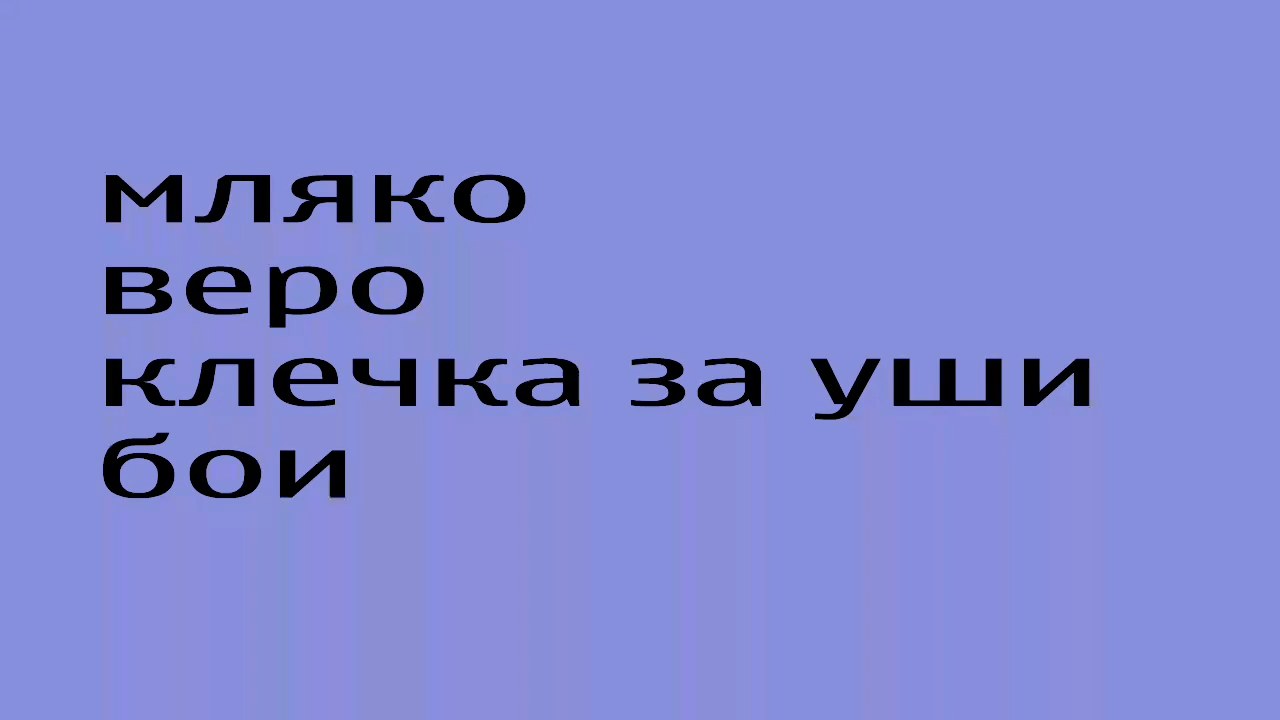 мляко
веро
клечка за уши
бои